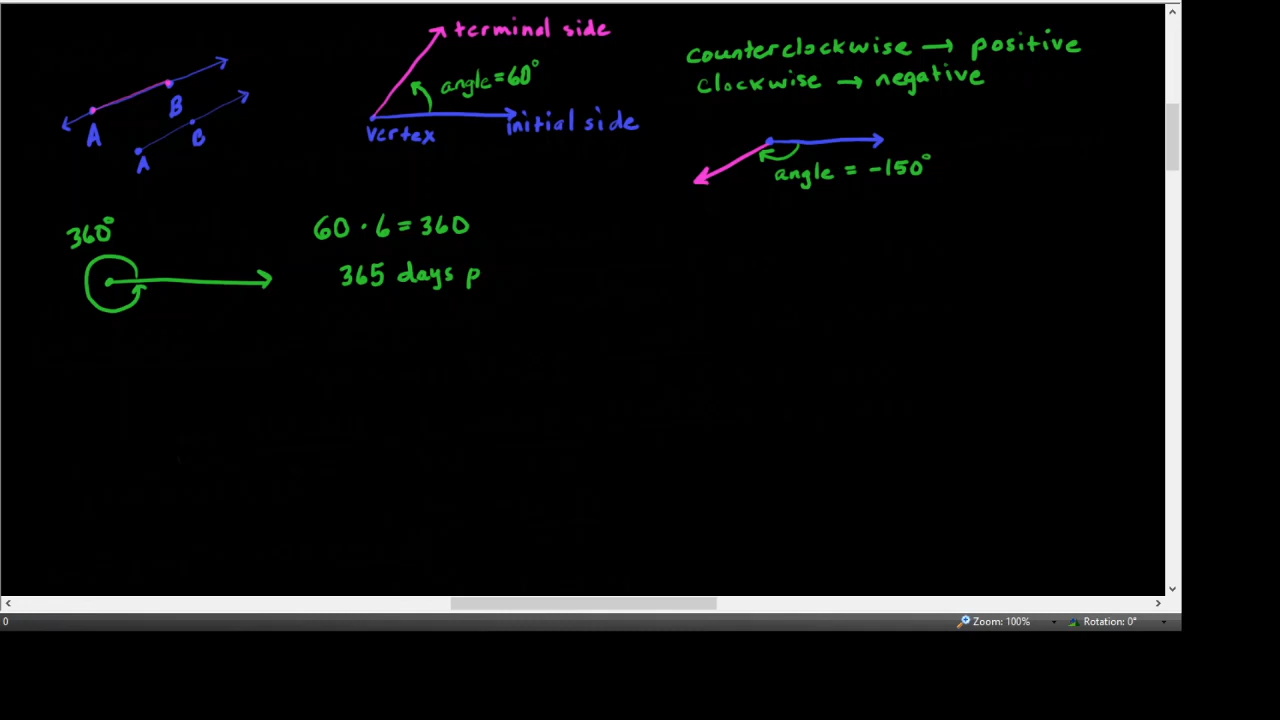 terminal side
angle = 60°
initial side
vertex
A
B
A
B
counterclockwise → positive
clockwise → negative
angle = -150°
360°
60 · 6 = 360
365 days p
0
Zoom: 100%
Rotation: 0°